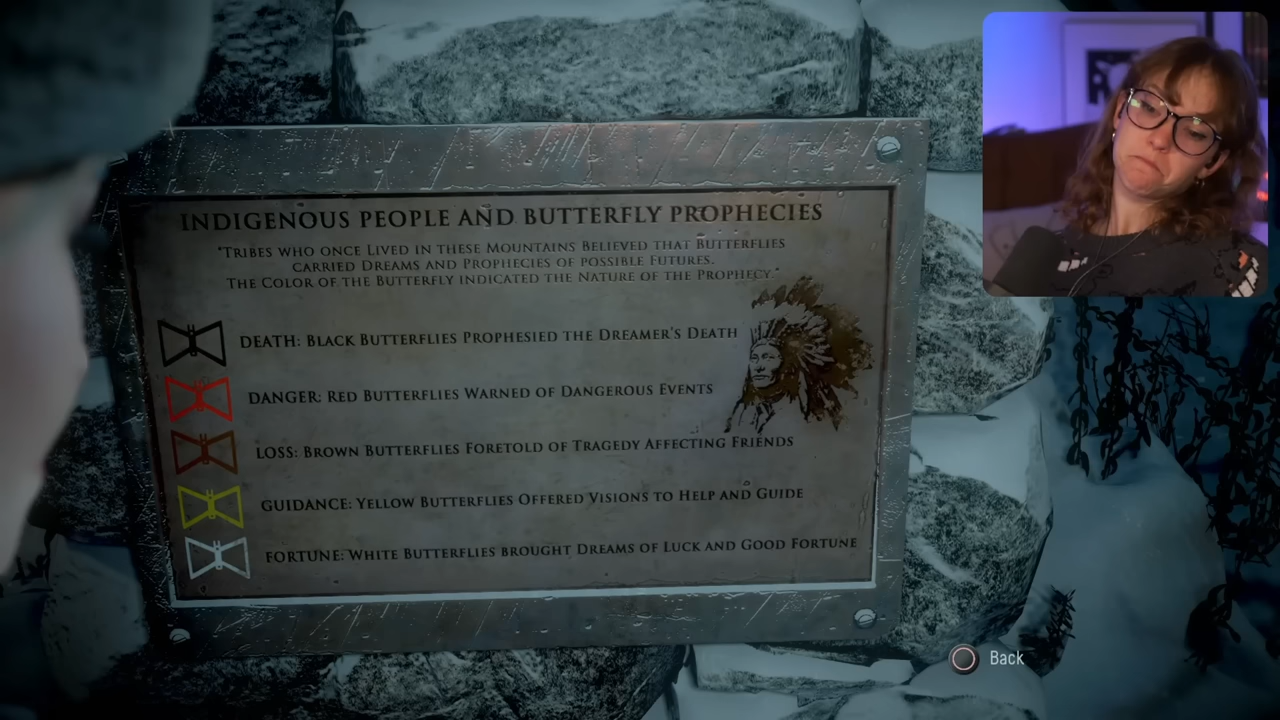 INDIGENOUS PEOPLE AND BUTTERFLY PROPHECIES
"TRIBES WHO ONCE LIVED IN THESE MOUNTAINS BELIEVED THAT BUTTERFLIES
CARRIED DREAMS AND PROPHECIES OF POSSIBLE FUTURES.
THE COLOR OF THE BUTTERFLY INDICATED THE NATURE OF THE PROPHECY."
DEATH: BLACK BUTTERFLIES PROPHESIED THE DREAMER'S DEATH
DANGER: RED BUTTERFLIES WARNED OF DANGEROUS EVENTS
LOSS: BROWN BUTTERFLIES FORETOLD OF TRAGEDY AFFECTING FRIENDS
GUIDANCE: YELLOW BUTTERFLIES OFFERED VISIONS TO HELP AND GUIDE
FORTUNE: WHITE BUTTERFLIES BROUGHT DREAMS OF LUCK AND GOOD FORTUNE
Back